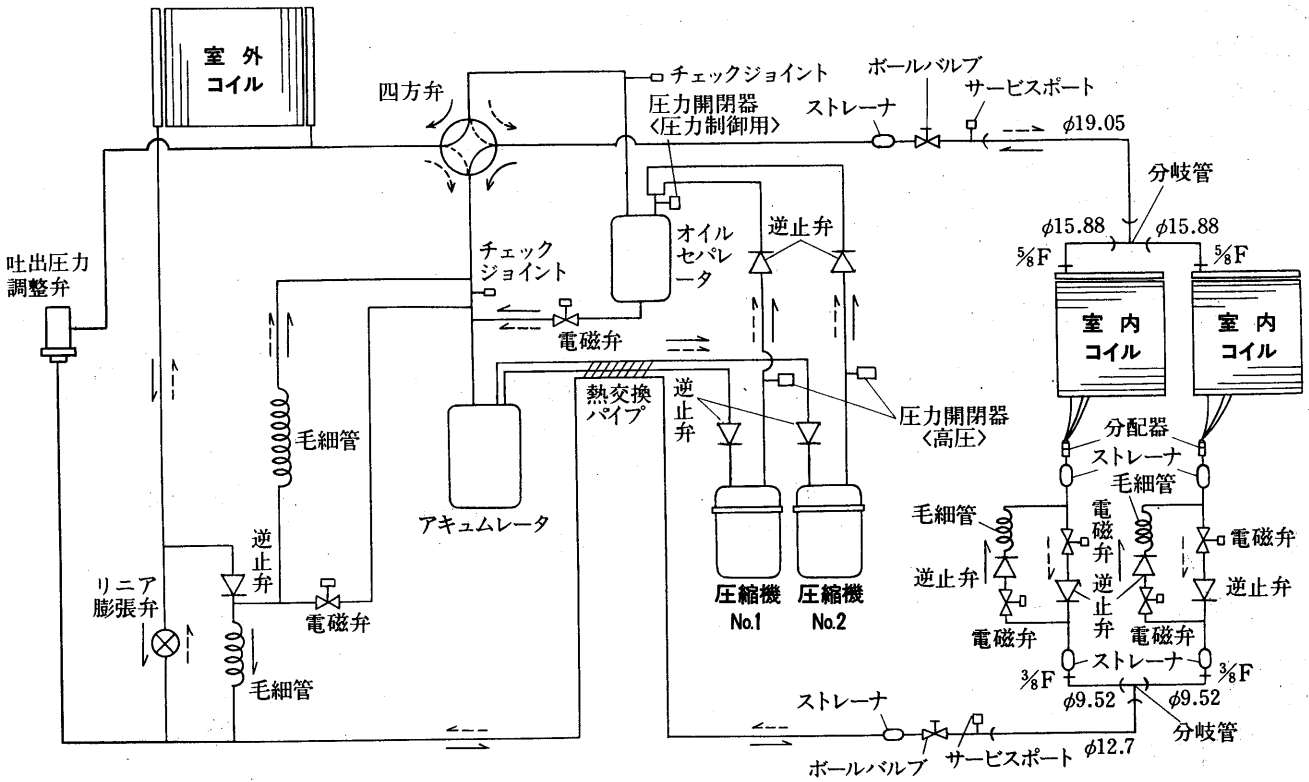 室外
コイル
四方弁
チェックジョイント
圧力開閉器
〈圧力制御用〉
ボールバルブ
ストレーナ
サービスポート
φ19.05
分岐管
φ15.88
φ15.88
5/8F
5/8F
吐出圧力
調整弁
チェック
ジョイント
オイル
セパレ
ータ
逆止弁
電磁弁
室内
コイル
室内
コイル
熱交換
パイプ
逆止弁
圧力開閉器
〈高圧〉
毛細管
アキュムレータ
分配器
ストレーナ
毛細管
毛細管
電磁弁
電磁弁
逆止弁
逆止弁
逆止弁
逆止弁
リニア
膨張弁
電磁弁
圧縮機
No.1
圧縮機
No.2
電磁弁
電磁弁
毛細管
ストレーナ
3/8F
3/8F
φ9.52
φ9.52
ストレーナ
ボールバルブ
サービスポート
φ12.7
分岐管